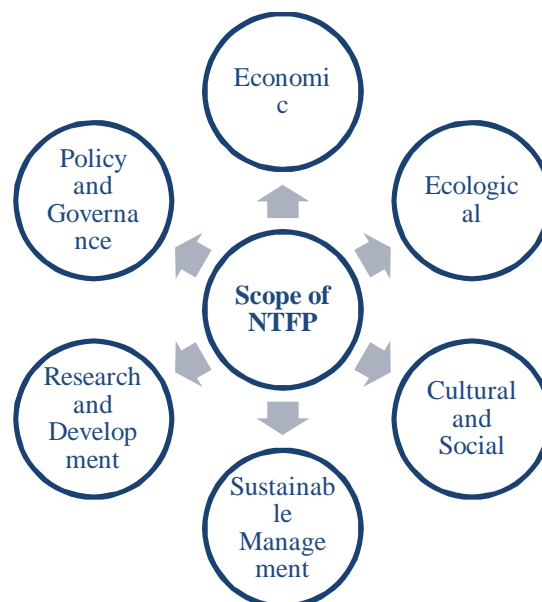 Economi
c
Policy
and
Governa
nce
Ecologic
al
Scope of
NTFP
Research
and
Develop
ment
Cultural
and
Social
Sustainab
le
Manage
ment